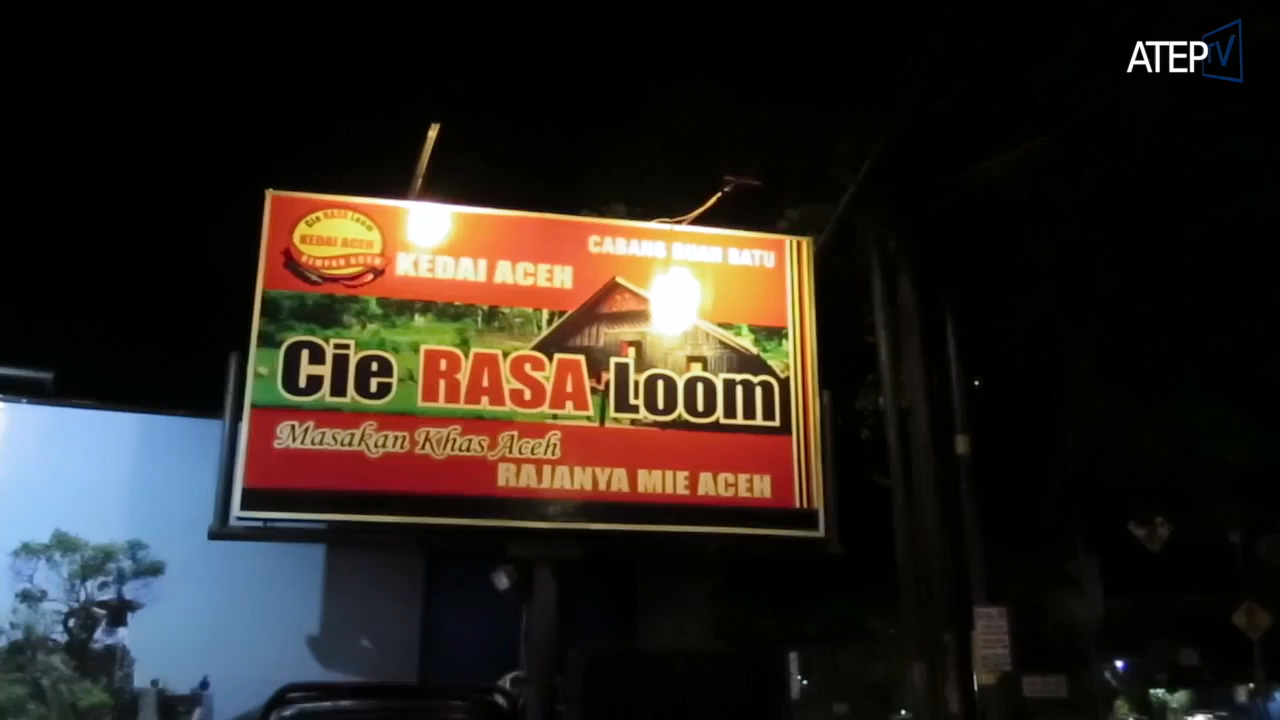 ATEPTV
Cie RASA Loom
KEDAI ACEH
KEDAI ACEH
CABANG BUAH BATU
Cie RASA Loom
Masakan Khas Aceh
RAJANYA MIE ACEH